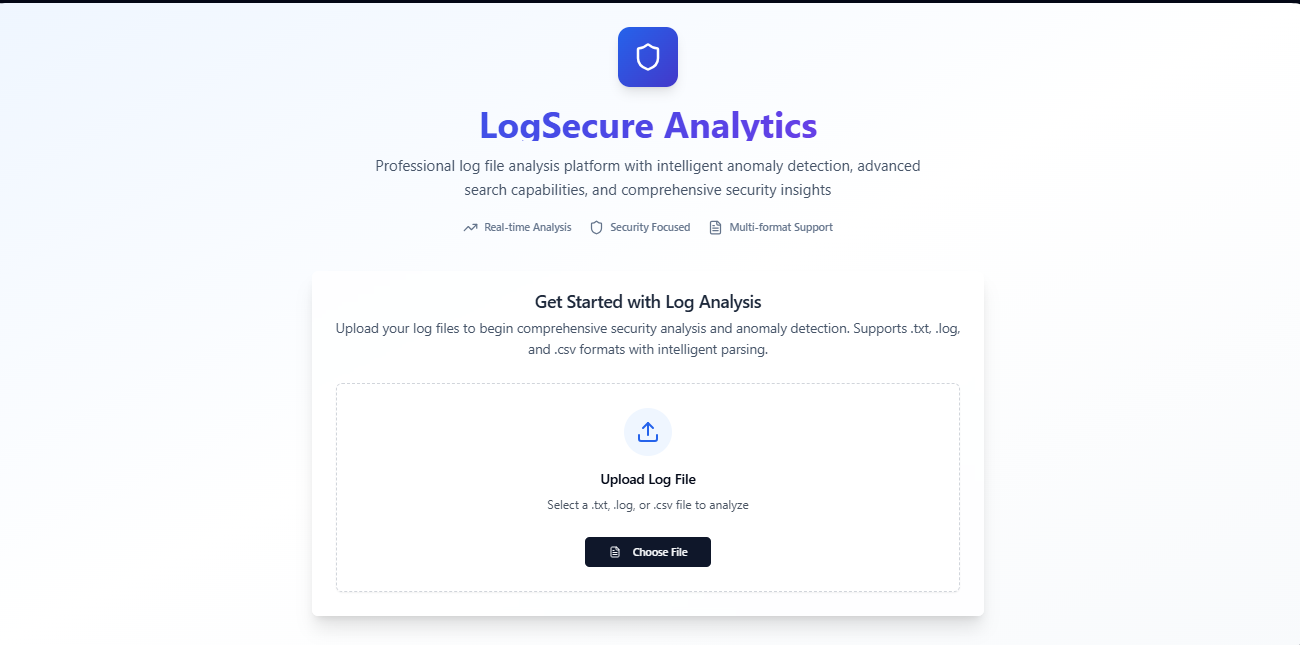 LogSecure Analytics
Professional log file analysis platform with intelligent anomaly detection, advanced
search capabilities, and comprehensive security insights
Real-time Analysis Security Focused Multi-format Support
Get Started with Log Analysis
Upload your log files to begin comprehensive security analysis and anomaly detection. Supports .txt, .log,
and .csv formats with intelligent parsing.
Upload Log File
Select a .txt, .log, or .csv file to analyze
Choose File